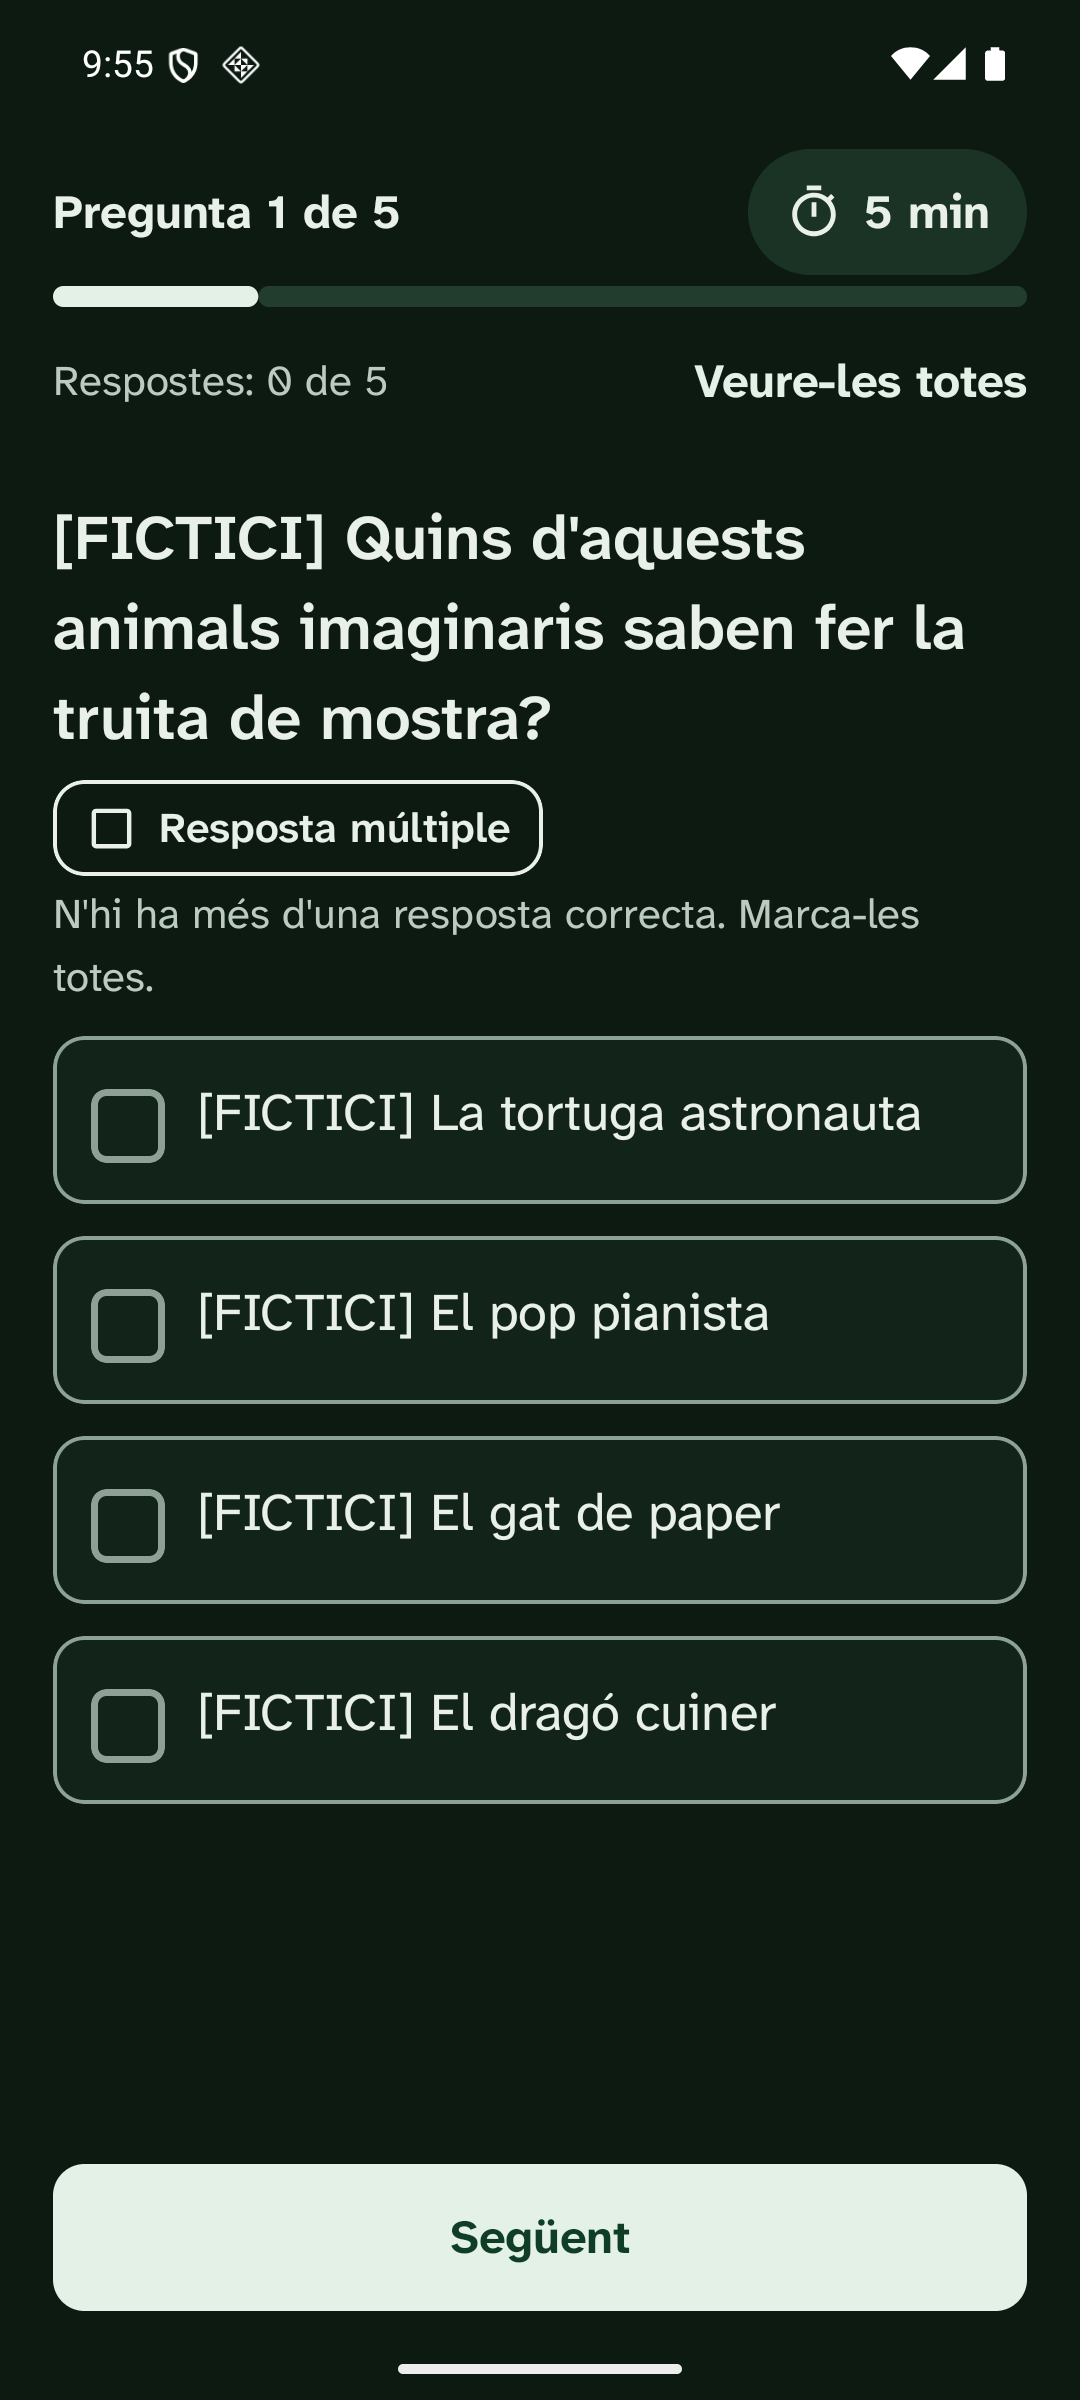 9:55
Pregunta 1 de 5
5 min
Respostes: 0 de 5
Veure-les totes
[FICTICI] Quins d'aquests
animals imaginaris saben fer la
truita de mostra?
Resposta múltiple
N'hi ha més d'una resposta correcta. Marca-les
totes.
[FICTICI] La tortuga astronauta
[FICTICI] El pop pianista
[FICTICI] El gat de paper
[FICTICI] El dragó cuiner
Següent